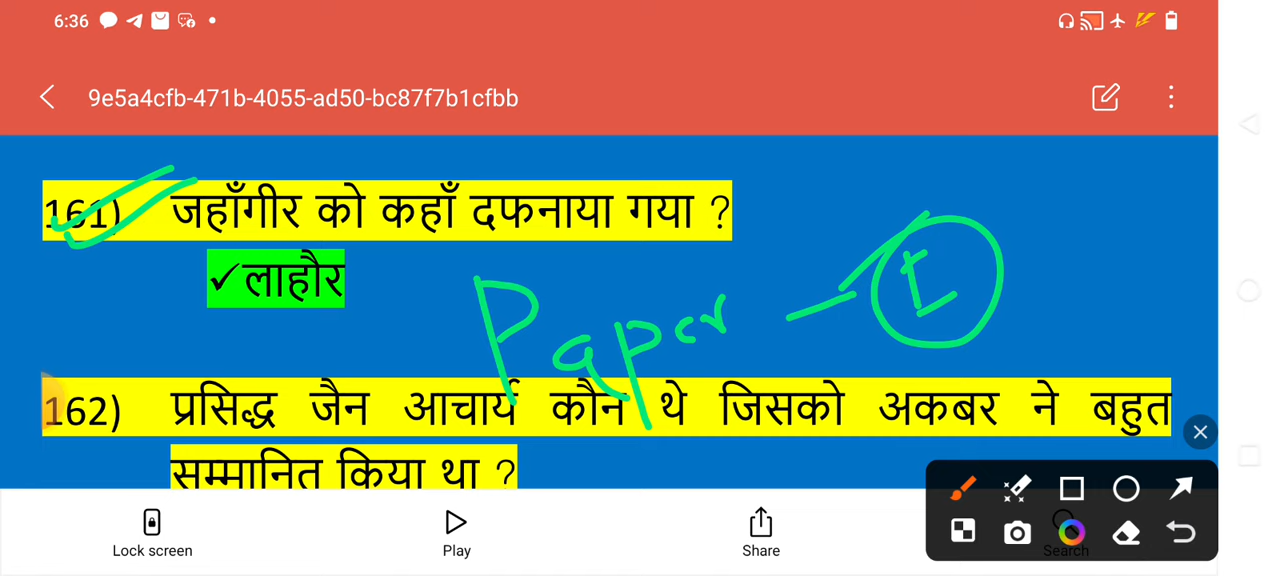 6:36
9e5a4cfb-471b-4055-ad50-bc87f7b1cfbb
161) जहाँगीर को कहाँ दफनाया गया ?
✓लाहौर
Paper - I
162) प्रसिद्ध जैन आचार्य कौन थे जिसको अकबर ने बहुत
सम्मानित किया था ?
Lock screen
Play
Share
Search